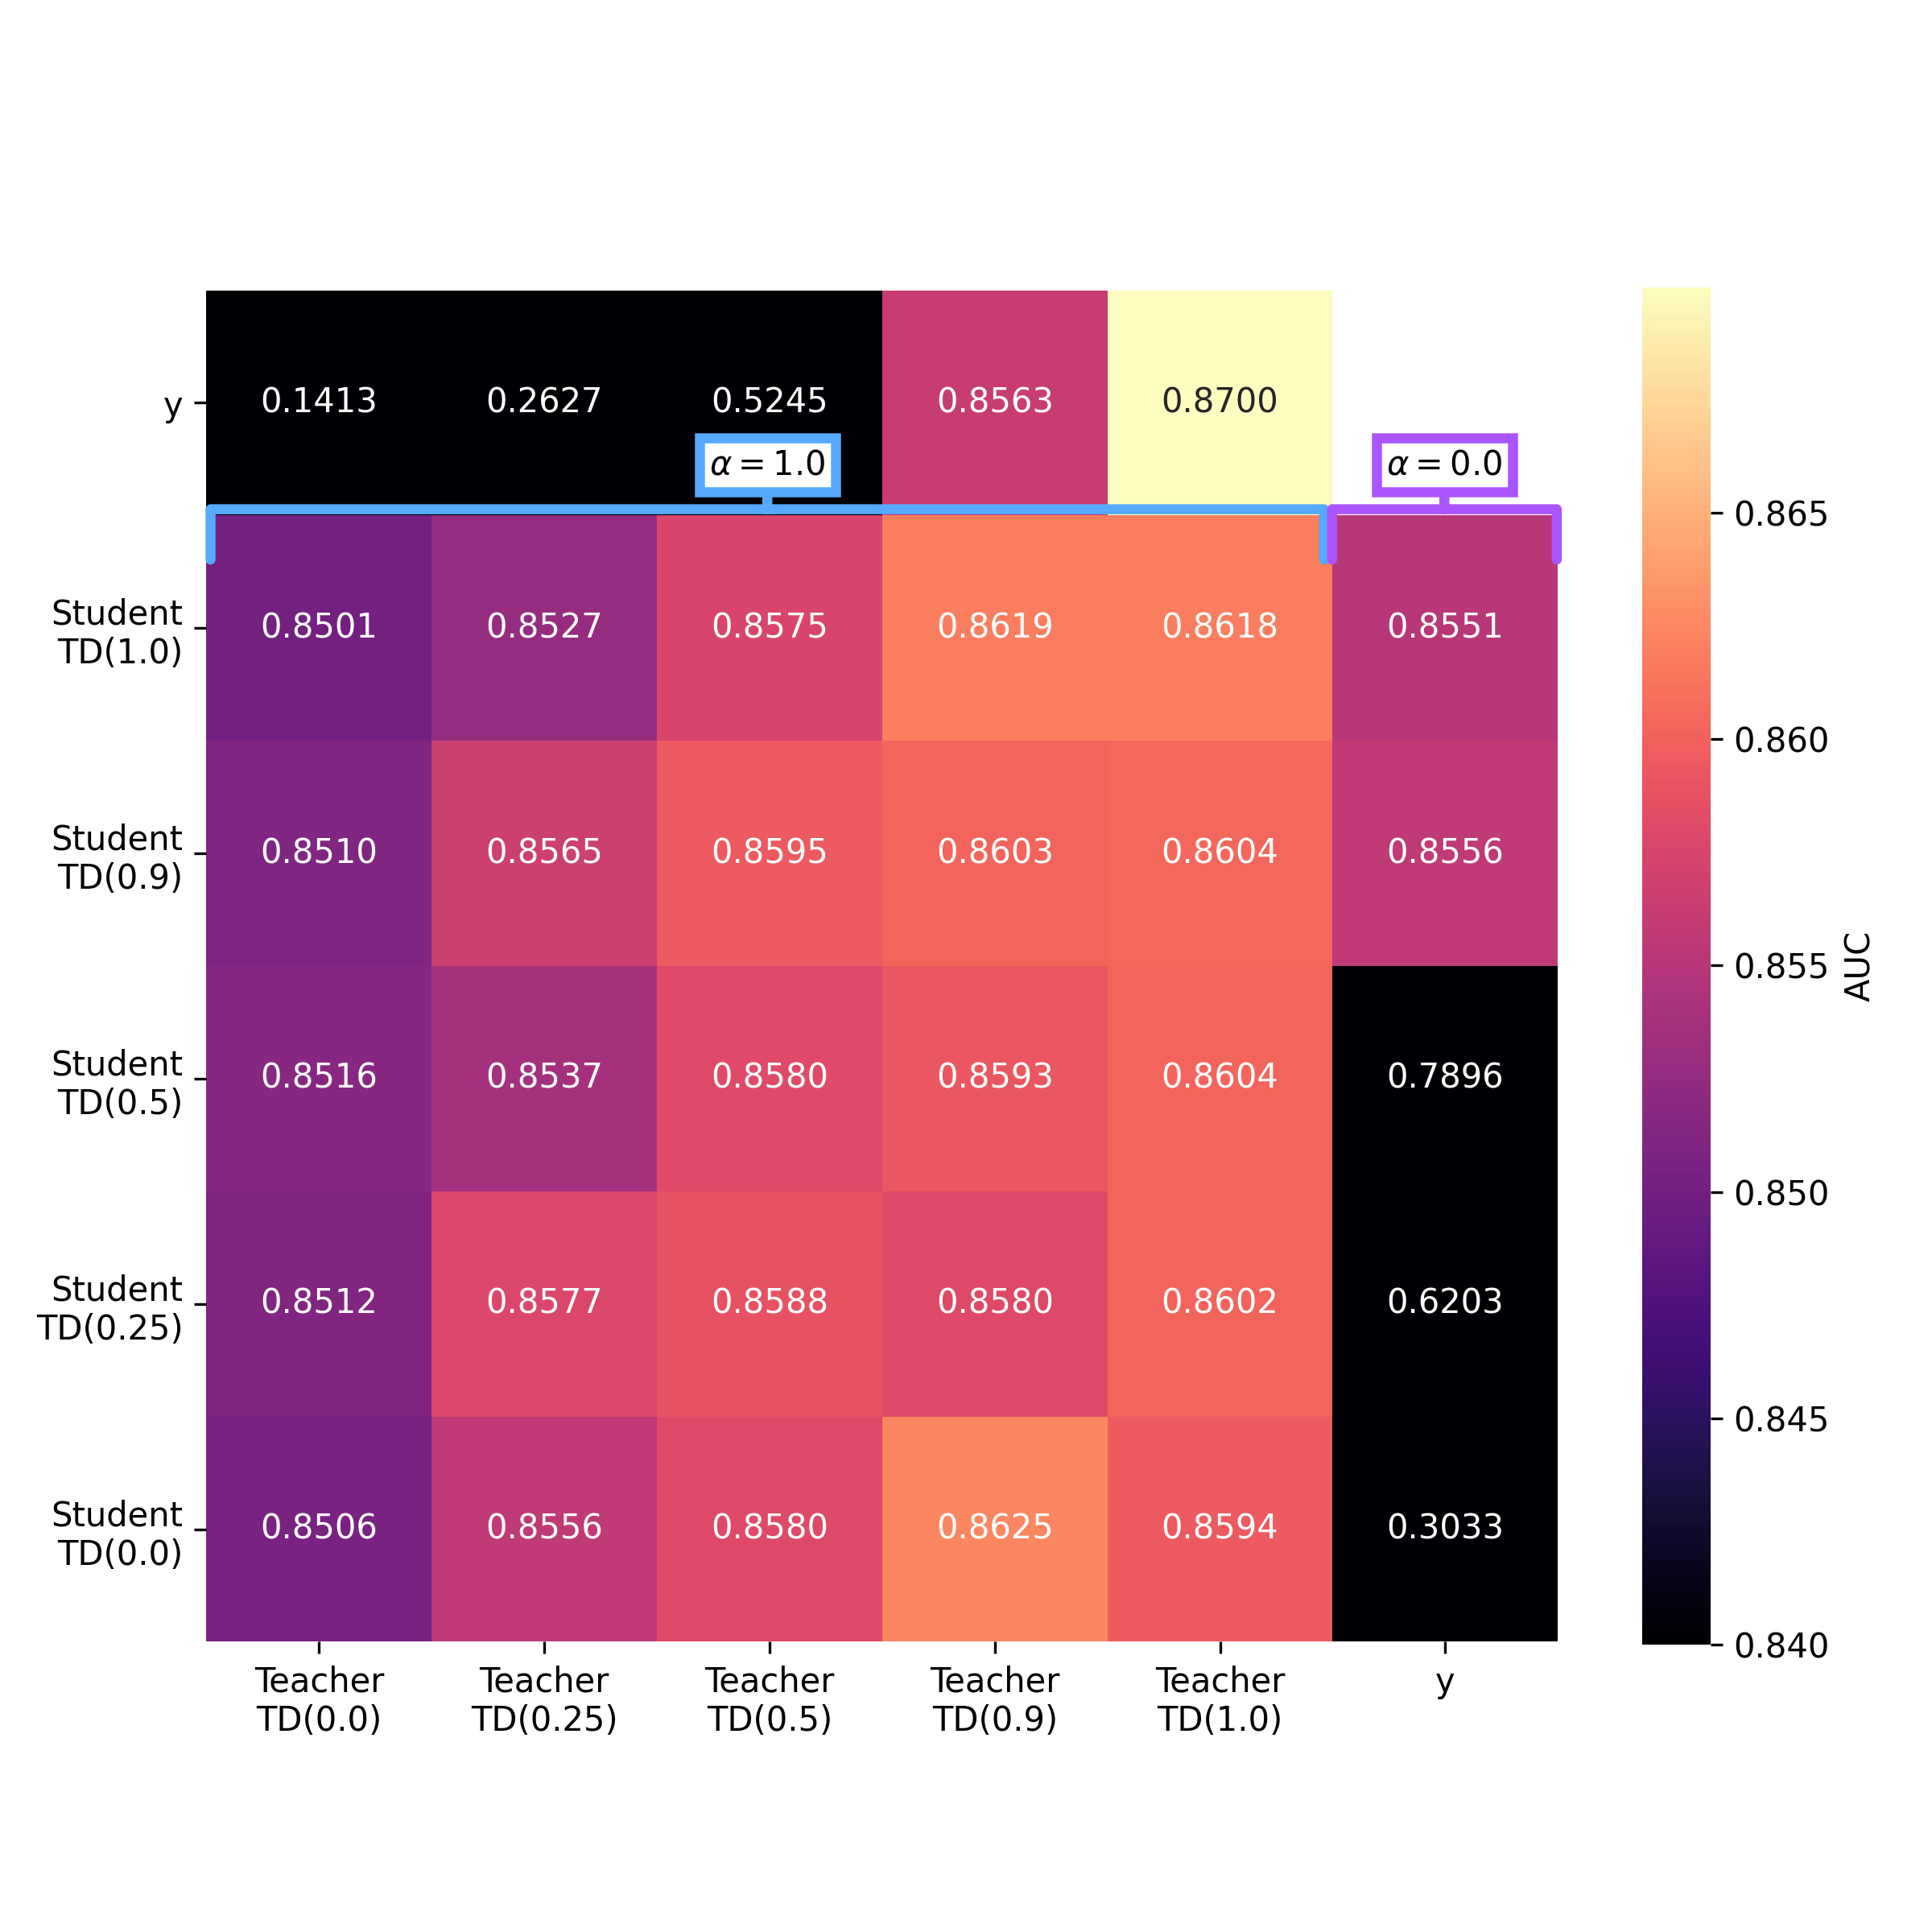 y
0.1413 0.2627 0.5245 0.8563 0.8700
α = 1.0 α = 0.0
Student
TD(1.0)
0.8501 0.8527 0.8575 0.8619 0.8618 0.8551
Student
TD(0.9)
0.8510 0.8565 0.8595 0.8603 0.8604 0.8556
Student
TD(0.5)
0.8516 0.8537 0.8580 0.8593 0.8604 0.7896
Student
TD(0.25)
0.8512 0.8577 0.8588 0.8580 0.8602 0.6203
Student
TD(0.0)
0.8506 0.8556 0.8580 0.8625 0.8594 0.3033
Teacher
TD(0.0)
Teacher
TD(0.25)
Teacher
TD(0.5)
Teacher
TD(0.9)
Teacher
TD(1.0)
y
0.865
0.860
0.855
0.850
0.845
0.840
AUC